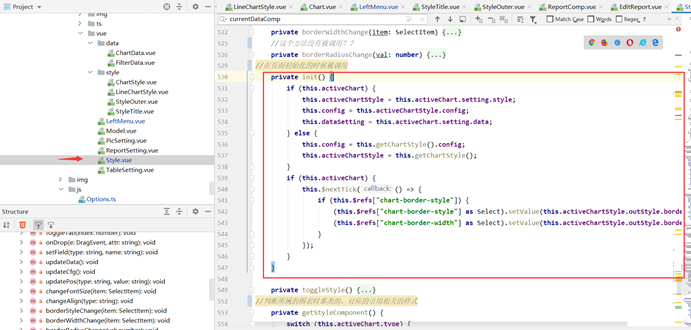 Project
LineChartStyle.vue
Chart.vue
LeftMenu.vue
StyleTitle.vue
StyleOuter.vue
ReportComp.vue
EditReport.vue
img
ts
vue
data
ChartData.vue
FilterData.vue
style
ChartStyle.vue
LineChartStyle.vue
StyleOuter.vue
StyleTitle.vue
LeftMenu.vue
Model.vue
PicSetting.vue
ReportSetting.vue
Style.vue
TableSetting.vue
img
js
Options.ts
Structure
toggleTab(index: number): void
onDrop(e: DragEvent, attr: string): void
setField(type: string, name: string): void
updateData(): void
updateCfg(): void
updatePos(type: string, value: string): void
changeFontSize(item: SelectItem): void
changeAlign(type: string): void
borderStyleChange(item: SelectItem): void
borderWidthChange(item: SelectItem): void
borderRadiusChange(val: number): void
currentDataComp
Match Case
Words
Regex
?
522 private borderWidthChange(item: SelectItem) {...}
525 //这个方法没有被调用？？
526 private borderRadiusChange(val: number) {...}
529 //在页面初始化的时候被调用
530 private init() {
531 if (this.activeChart) {
532 this.activeChartStyle = this.activeChart.setting.style;
533 this.config = this.activeChartStyle.config;
534 this.dataSetting = this.activeChart.setting.data;
535 } else {
536 this.config = this.getChartStyle().config;
537 this.activeChartStyle = this.getChartStyle();
538 }
539 if (this.activeChart) {
540 this.$nextTick( callback: () => {
541 if (this.$refs["chart-border-style"]) {
542 (this.$refs["chart-border-style"] as Select).setValue(this.activeChartStyle.outStyle.borde
543 (this.$refs["chart-border-width"] as Select).setValue(this.activeChartStyle.outStyle.borde
544 }
545 });
546 }
547 }
548
549 private toggleStyle() {...}
552 //判断所属的图表时那类的，对应的引用相关的样式
553 private getStyleComponent() {
554 switch (this.activeChart.type) {